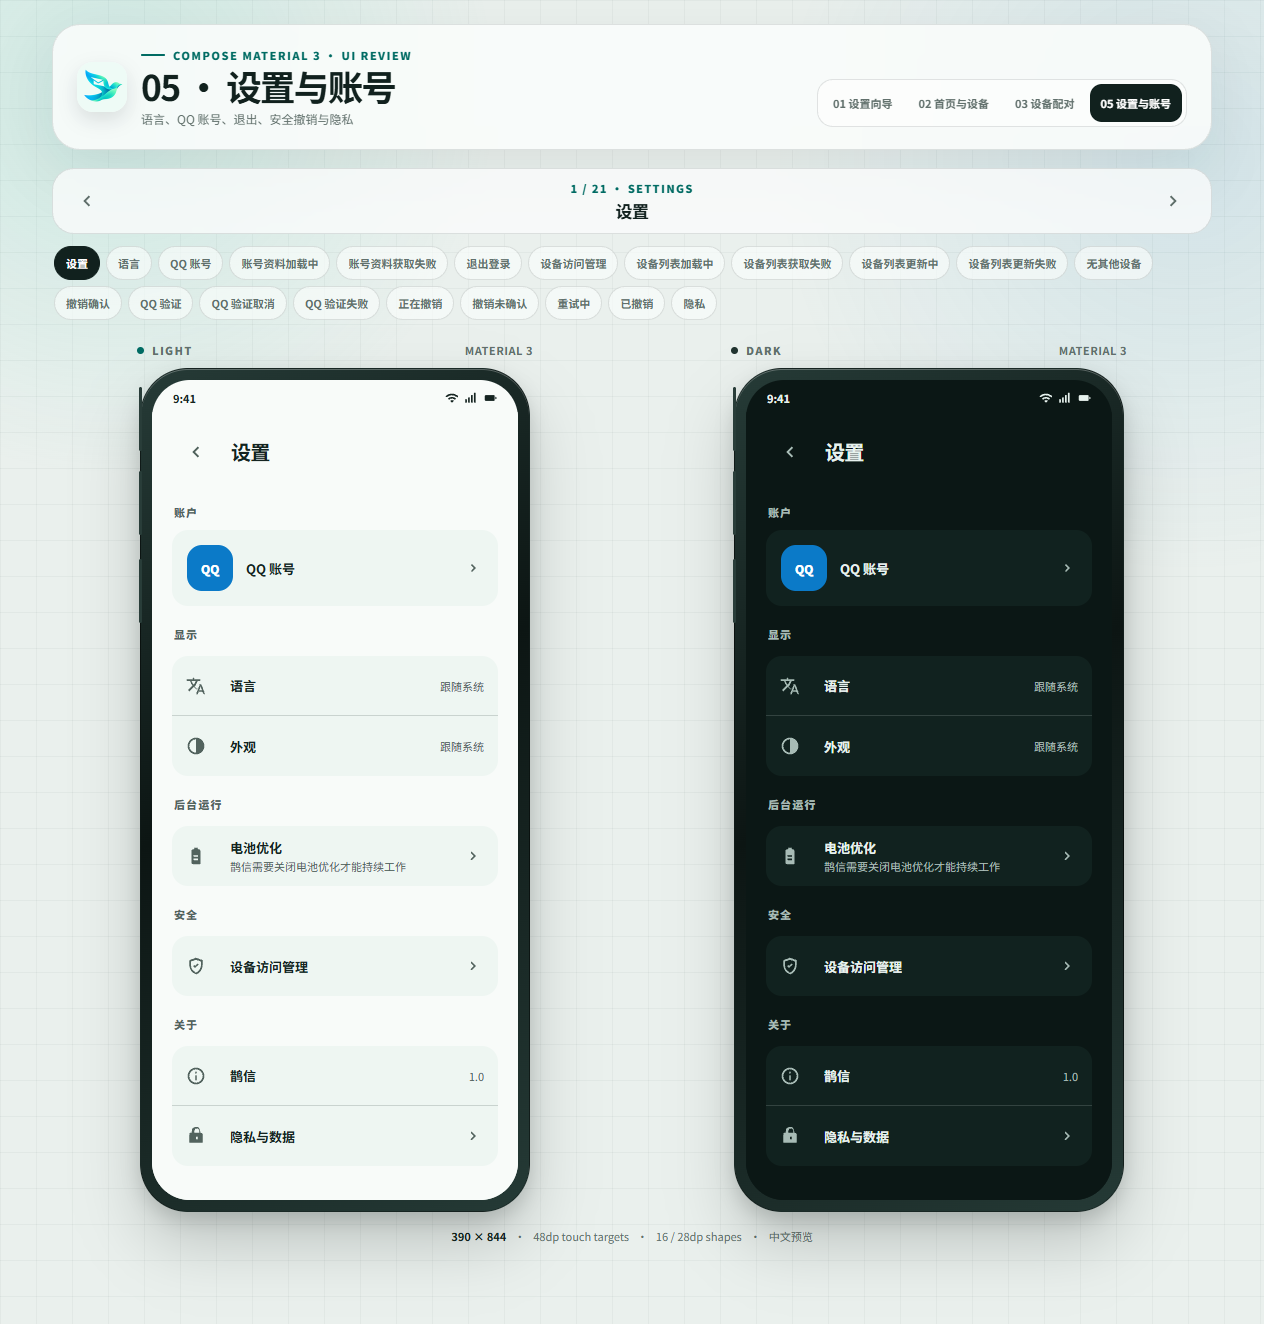 COMPOSE MATERIAL 3 • UI REVIEW
05 • 设置与账号
语言、QQ 账号、退出、安全撤销与隐私
01 设置向导
02 首页与设备
03 设备配对
05 设置与账号
1 / 21 • SETTINGS
设置
设置
语言
QQ 账号
账号资料加载中
账号资料获取失败
退出登录
设备访问管理
设备列表加载中
设备列表获取失败
设备列表更新中
设备列表更新失败
无其他设备
撤销确认
QQ 验证
QQ 验证取消
QQ 验证失败
正在撤销
撤销未确认
重试中
已撤销
隐私
LIGHT
MATERIAL 3
9:41
设置
账户
QQ
QQ 账号
显示
语言
跟随系统
外观
跟随系统
后台运行
电池优化
鹊信需要关闭电池优化才能持续工作
安全
设备访问管理
关于
鹊信
1.0
隐私与数据
DARK
MATERIAL 3
9:41
设置
账户
QQ
QQ 账号
显示
语言
跟随系统
外观
跟随系统
后台运行
电池优化
鹊信需要关闭电池优化才能持续工作
安全
设备访问管理
关于
鹊信
1.0
隐私与数据
390 × 844 • 48dp touch targets • 16 / 28dp shapes • 中文预览